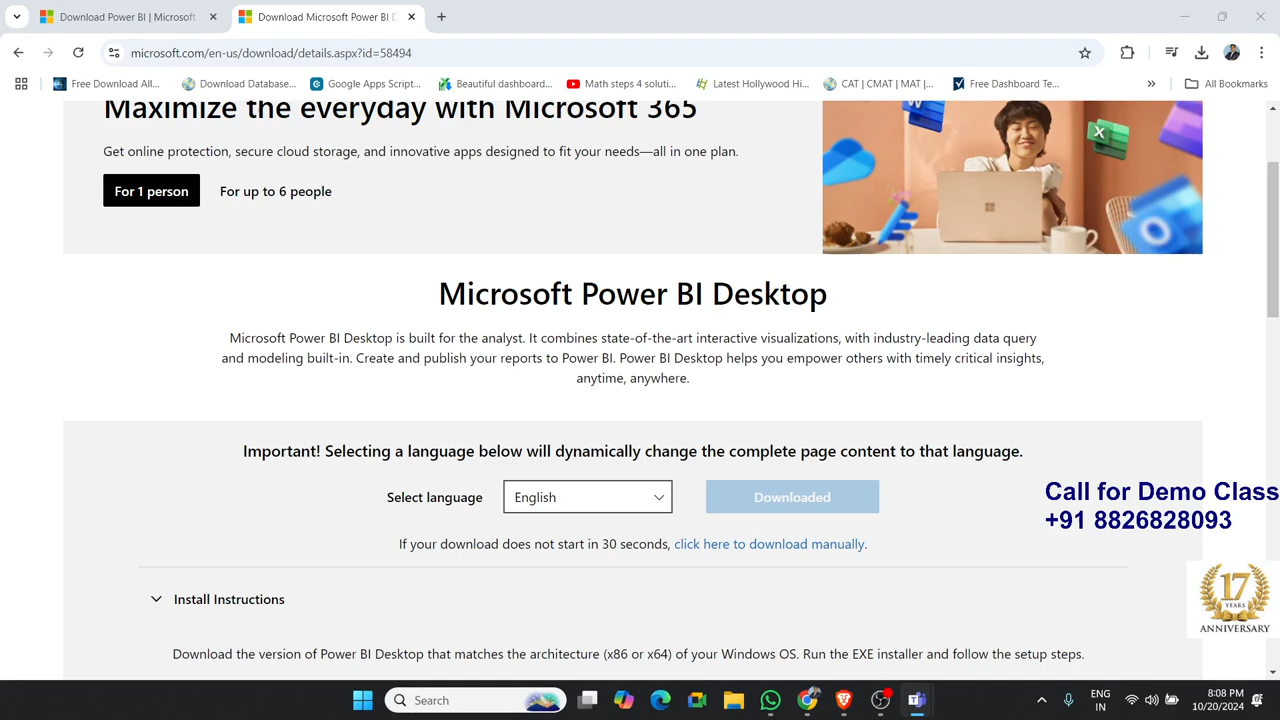 Download Power BI | Microsoft
Download Microsoft Power BI D
microsoft.com/en-us/download/details.aspx?id=58494
Free Download All...
Download Database...
Google Apps Script...
Beautiful dashboard...
Math steps 4 soluti...
Latest Hollywood Hi...
CAT | CMAT | MAT |...
Free Dashboard Te...
All Bookmarks
Maximize the everyday with Microsoft 365
Get online protection, secure cloud storage, and innovative apps designed to fit your needs—all in one plan.
For 1 person
For up to 6 people
Microsoft Power BI Desktop
Microsoft Power BI Desktop is built for the analyst. It combines state-of-the-art interactive visualizations, with industry-leading data query
and modeling built-in. Create and publish your reports to Power BI. Power BI Desktop helps you empower others with timely critical insights,
anytime, anywhere.
Important! Selecting a language below will dynamically change the complete page content to that language.
Select language
English
Downloaded
If your download does not start in 30 seconds, click here to download manually.
Call for Demo Class
+91 8826828093
17
YEARS
ANNIVERSARY
Install Instructions
Download the version of Power BI Desktop that matches the architecture (x86 or x64) of your Windows OS. Run the EXE installer and follow the setup steps.
Search
ENG
IN
8:08 PM
10/20/2024